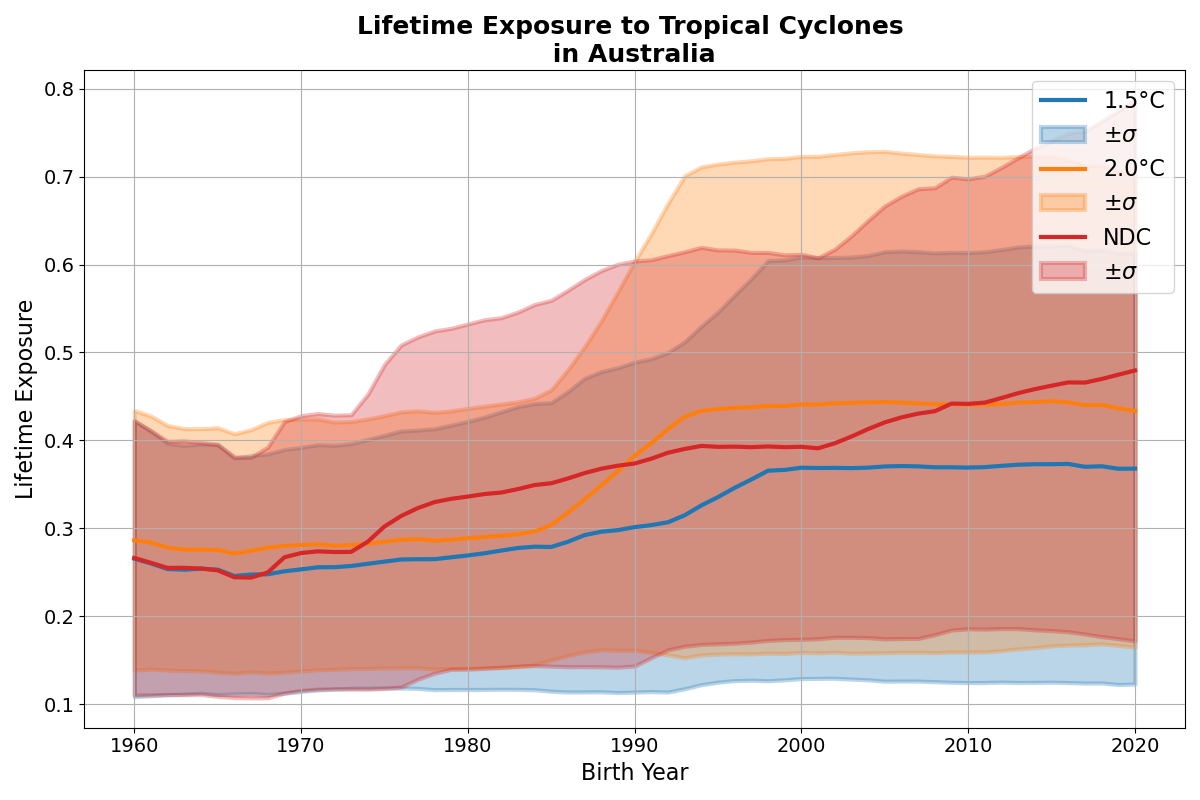 Lifetime Exposure to Tropical Cyclones
in Australia
Lifetime Exposure
0.8
0.7
0.6
0.5
0.4
0.3
0.2
0.1
1.5°C
±σ
2.0°C
±σ
NDC
±σ
1960
1970
1980
1990
2000
2010
2020
Birth Year